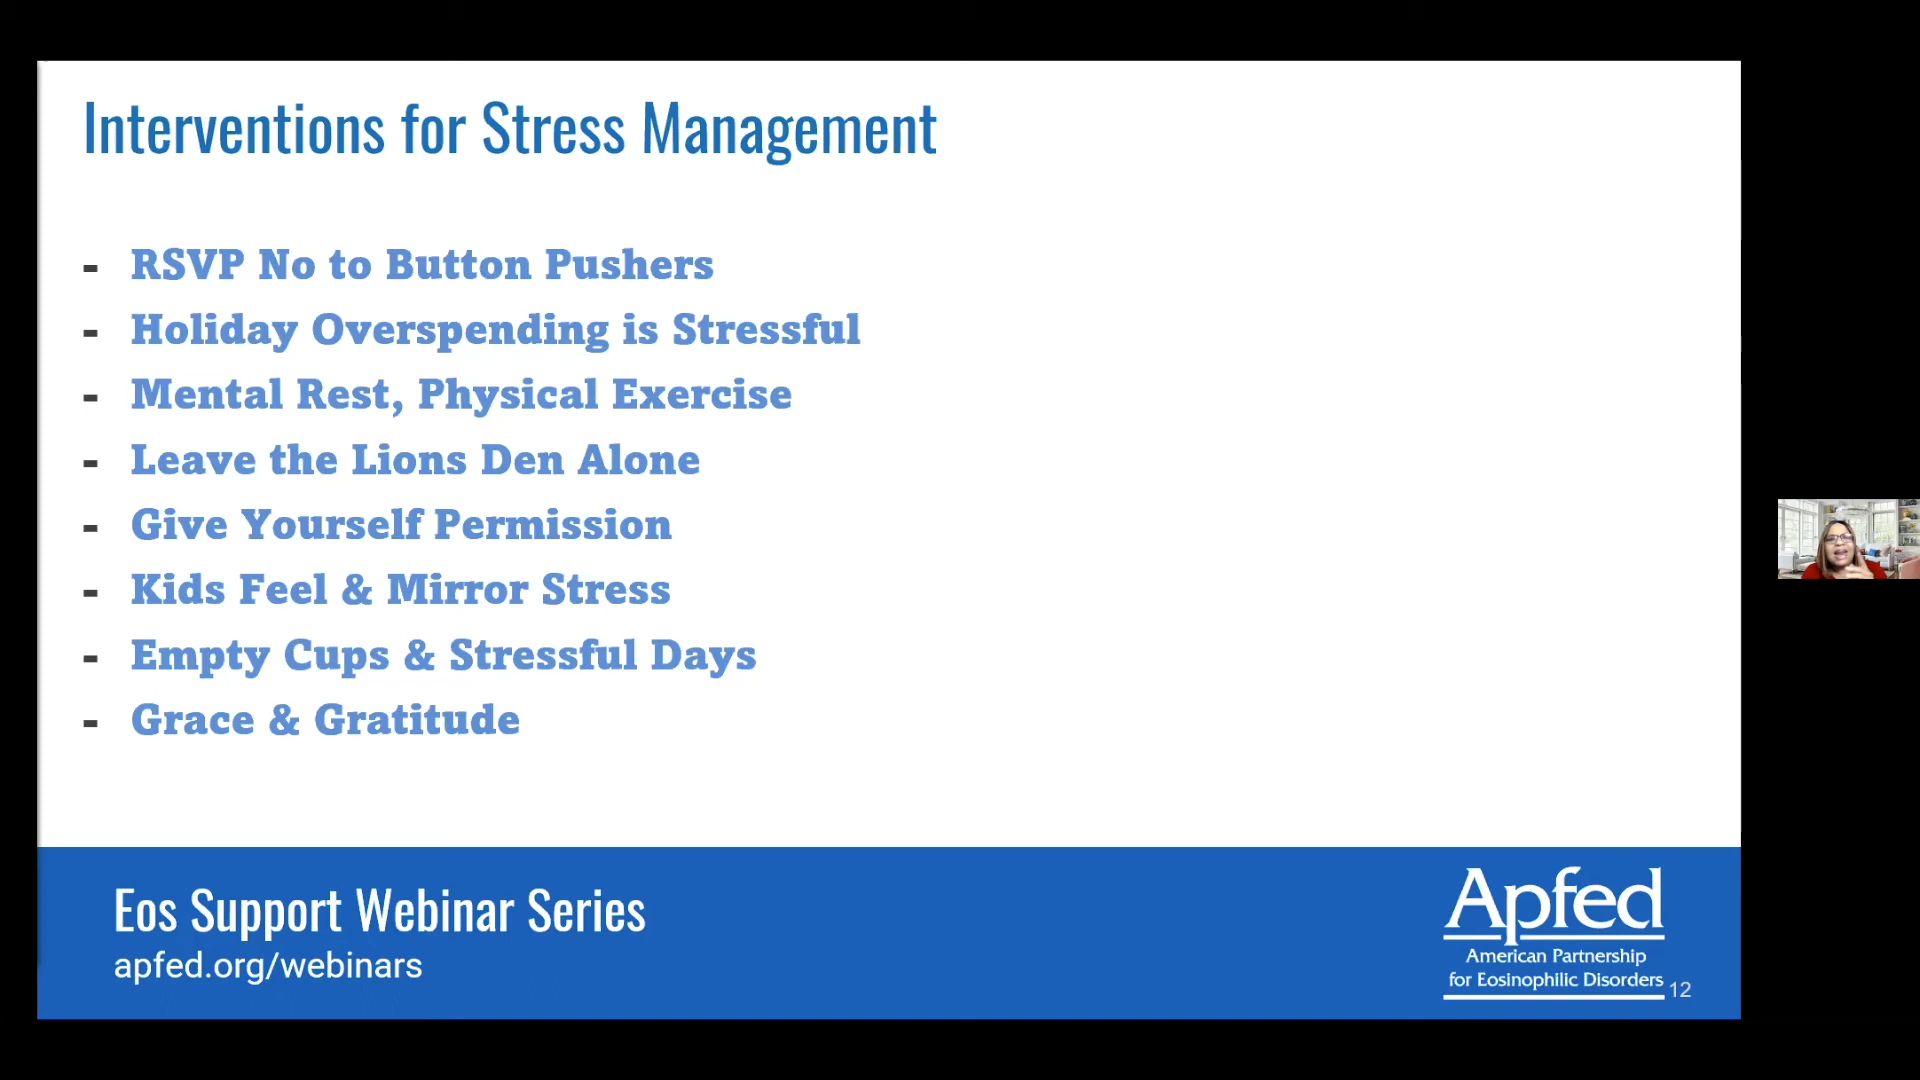 Interventions for Stress Management
- RSVP No to Button Pushers
- Holiday Overspending is Stressful
- Mental Rest, Physical Exercise
- Leave the Lions Den Alone
- Give Yourself Permission
- Kids Feel & Mirror Stress
- Empty Cups & Stressful Days
- Grace & Gratitude
Eos Support Webinar Series
apfed.org/webinars
Apfed
American Partnership
for Eosinophilic Disorders
12